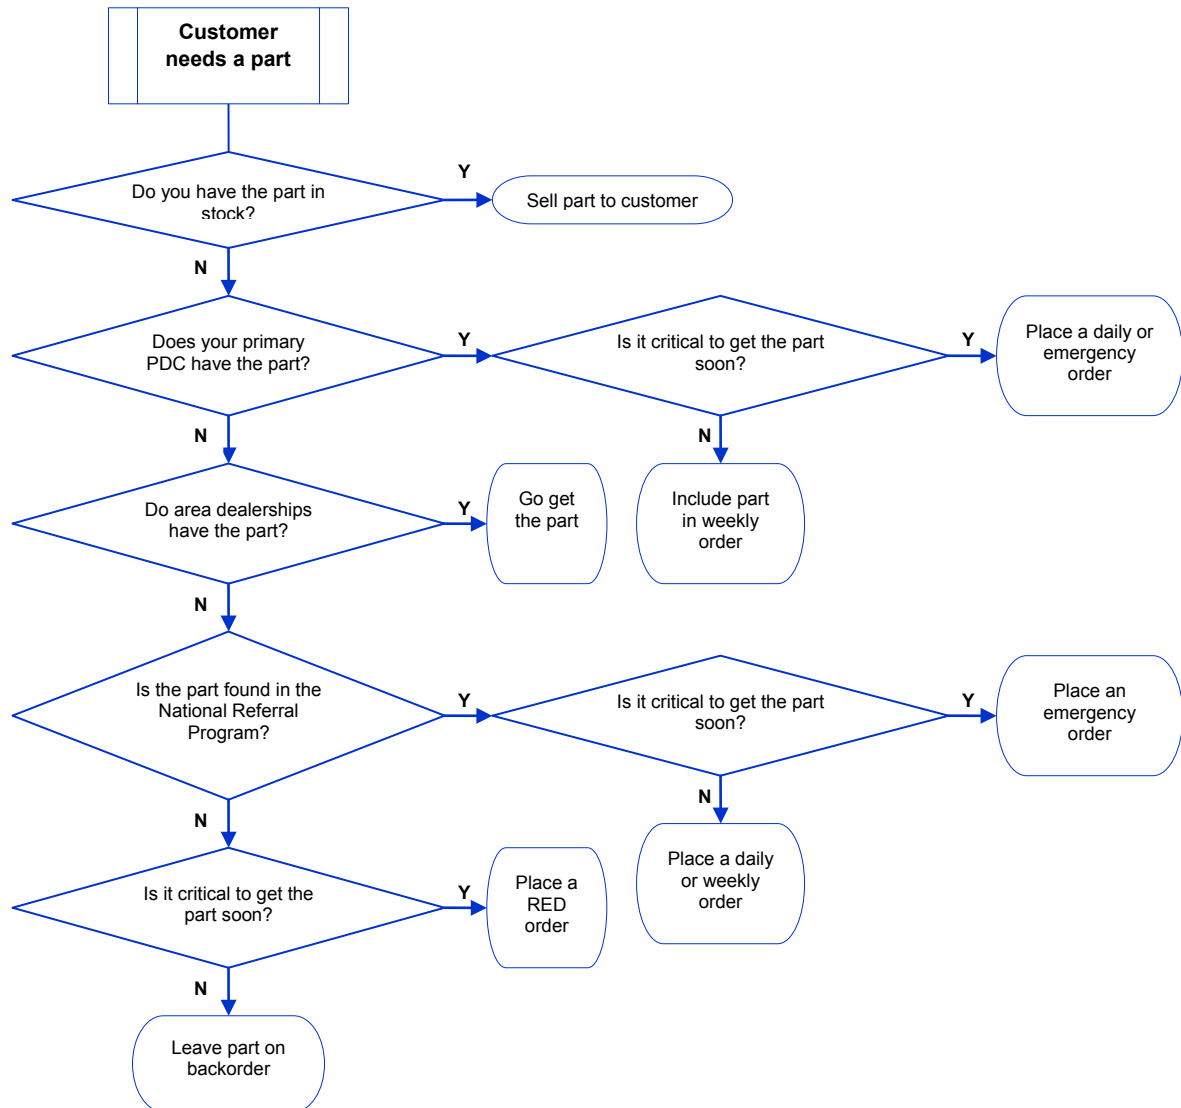 Customer
needs a part
Do you have the part in
stock?
Y
Sell part to customer
N
Does your primary
PDC have the part?
Y
Is it critical to get the part
soon?
Y
Place a daily or
emergency
order
N
N
Do area dealerships
have the part?
Y
Go get
the part
Include part
in weekly
order
N
Is the part found in the
National Referral
Program?
Y
Is it critical to get the part
soon?
Y
Place an
emergency
order
N
N
Place a daily
or weekly
order
Is it critical to get the
part soon?
Y
Place a
RED
order
N
Leave part on
backorder